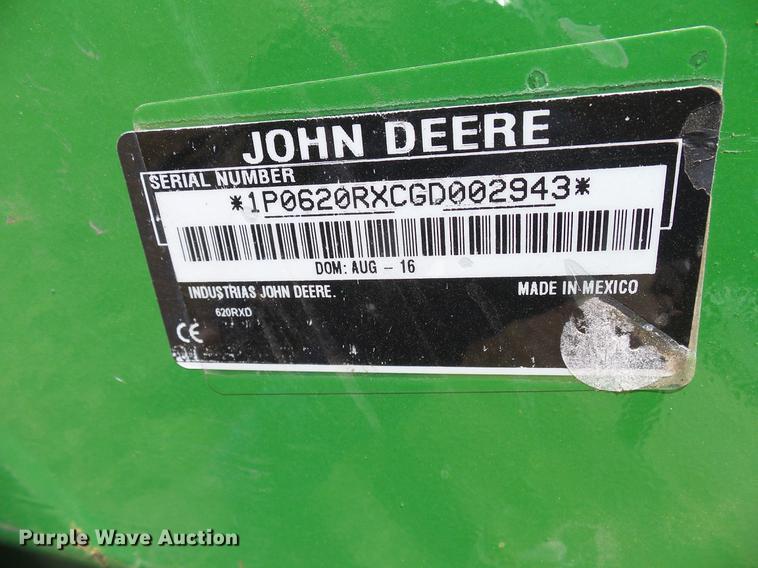 JOHN DEERE
SERIAL NUMBER
*1P0620RXCGD002943*
DOM: AUG - 16
INDUSTRIAS JOHN DEERE. MADE IN MEXICO
620RXD
CE
Purple Wave Auction